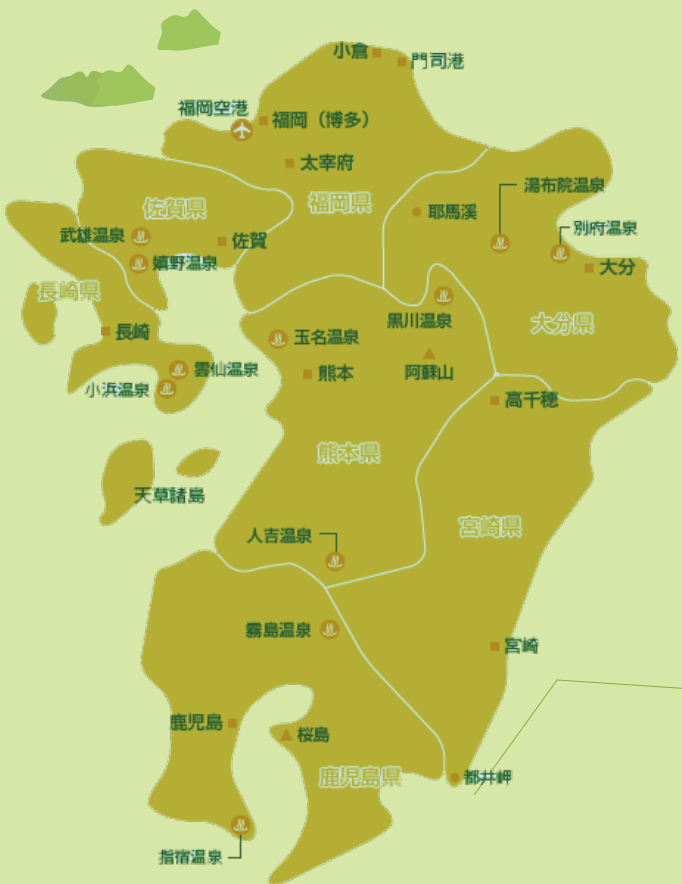 小倉
門司港
福岡空港
福岡（博多）
太宰府
福岡県
佐賀県
湯布院温泉
耶馬溪
別府温泉
武雄温泉
佐賀
嬉野温泉
大分
長崎県
黒川温泉
大分県
長崎
玉名温泉
雲仙温泉
熊本
阿蘇山
小浜温泉
高千穂
熊本県
天草諸島
宮崎県
人吉温泉
霧島温泉
宮崎
鹿児島
桜島
鹿児島県
都井岬
指宿温泉